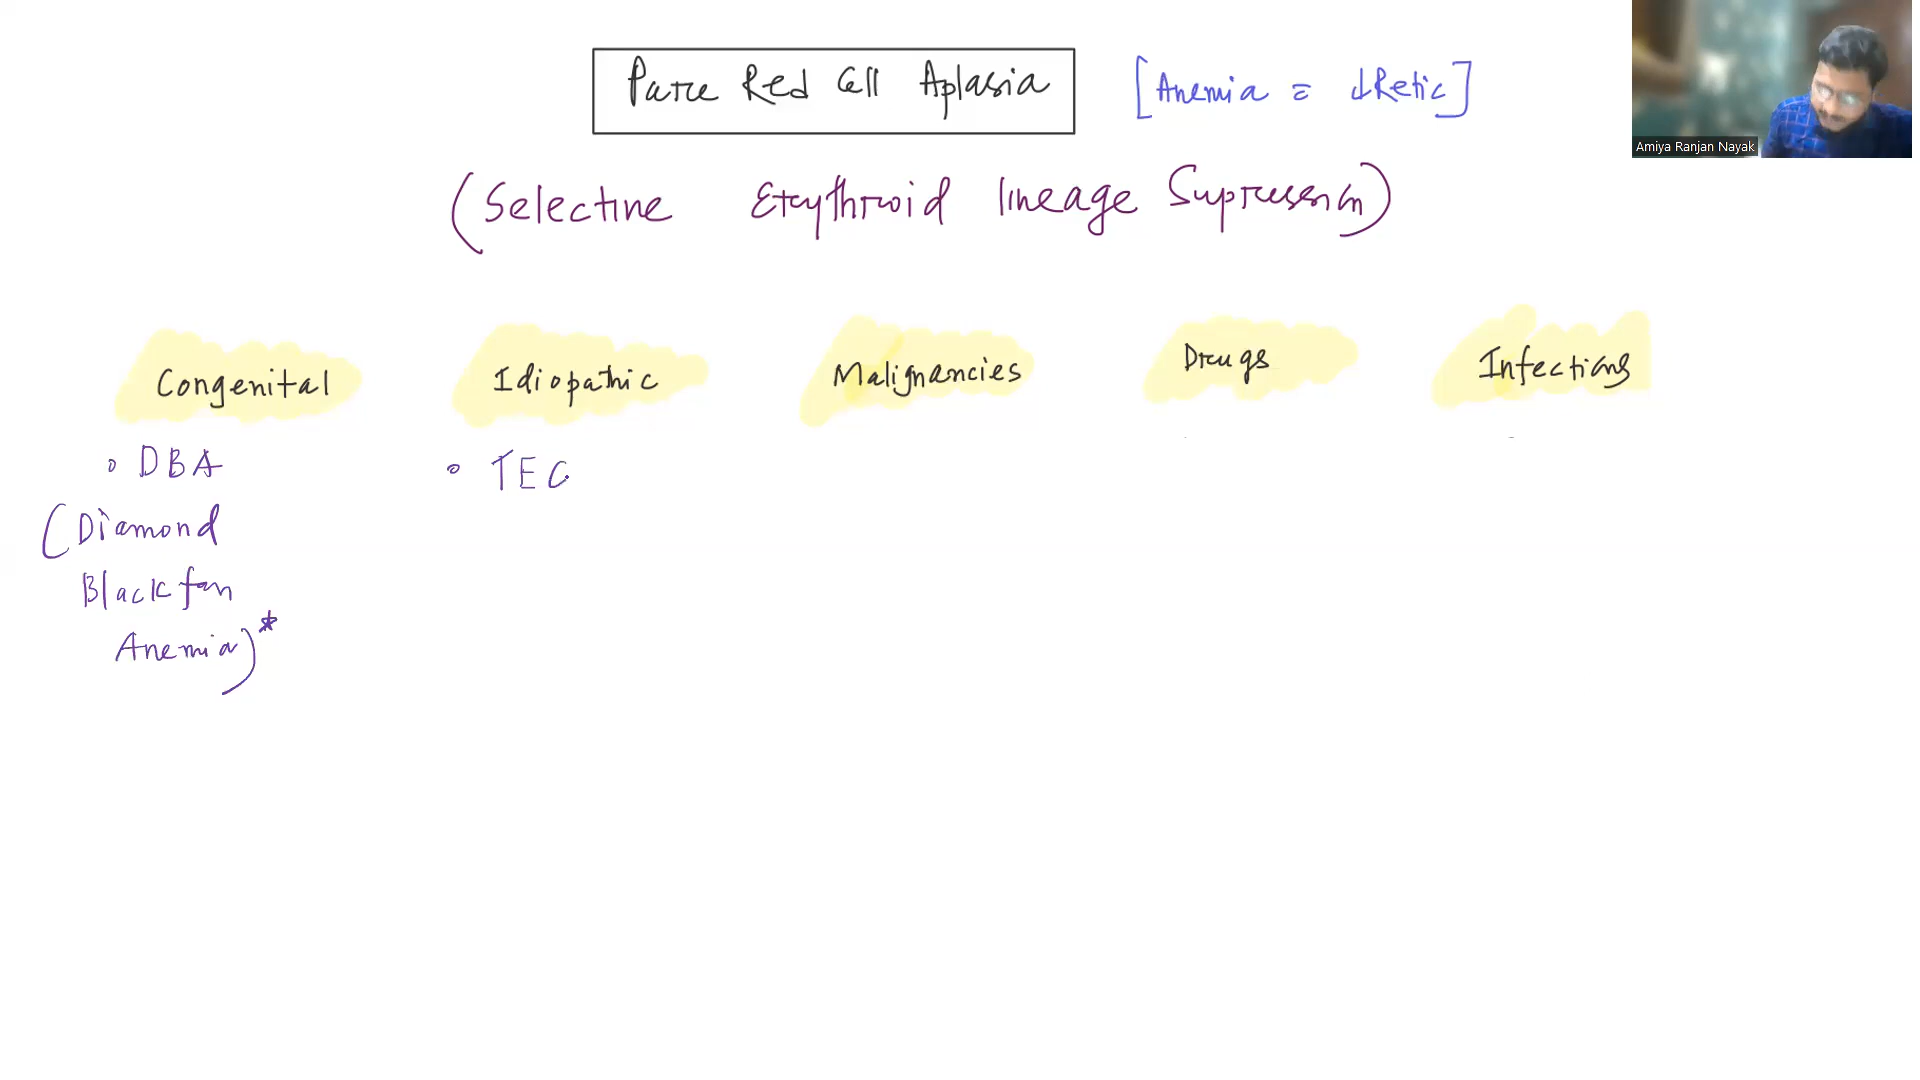 Pure Red Cell Aplasia
[Anemia = ↓Retic]
Amiya Ranjan Nayak
(Selective Erythroid lineage Supression)
Congenital
Idiopathic
Malignancies
Drugs
Infections
• DBA
(Diamond
Blackfan
Anemia)*
• TEC